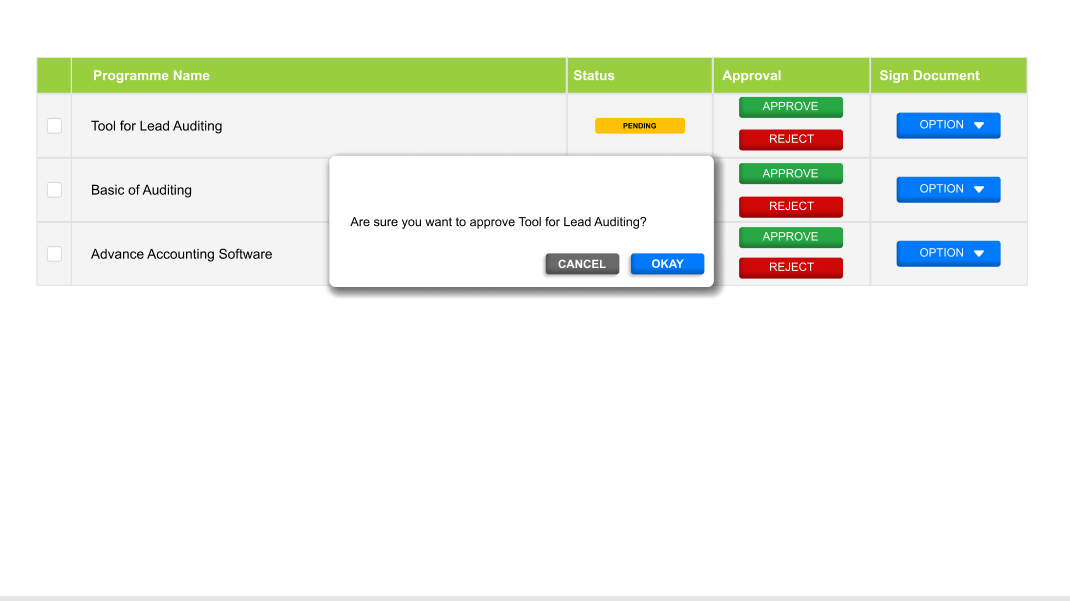 Programme Name Status Approval Sign Document
Tool for Lead Auditing PENDING APPROVE REJECT OPTION
Basic of Auditing APPROVE REJECT OPTION
Are sure you want to approve Tool for Lead Auditing?
CANCEL OKAY
Advance Accounting Software APPROVE REJECT OPTION